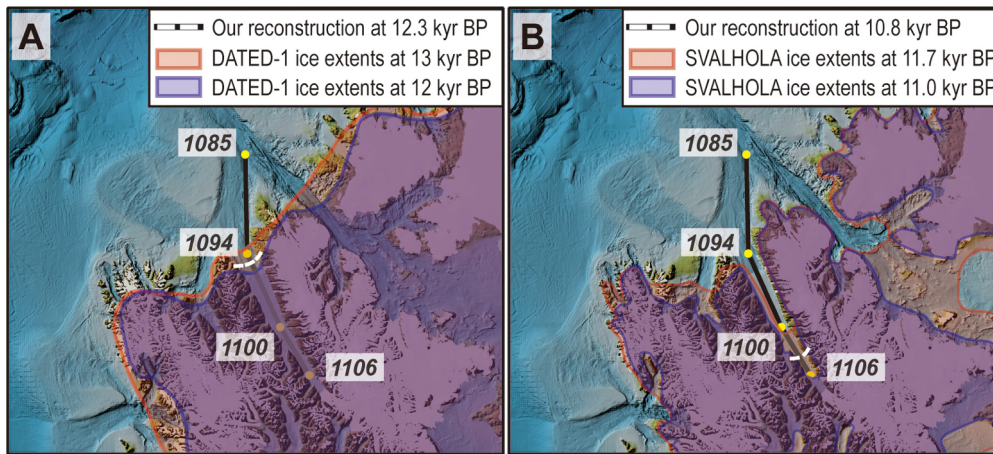 A
Our reconstruction at 12.3 kyr BP
DATED-1 ice extents at 13 kyr BP
DATED-1 ice extents at 12 kyr BP
1085
1094
1100
1106
B
Our reconstruction at 10.8 kyr BP
SVALHOLA ice extents at 11.7 kyr BP
SVALHOLA ice extents at 11.0 kyr BP
1085
1094
1100
1106